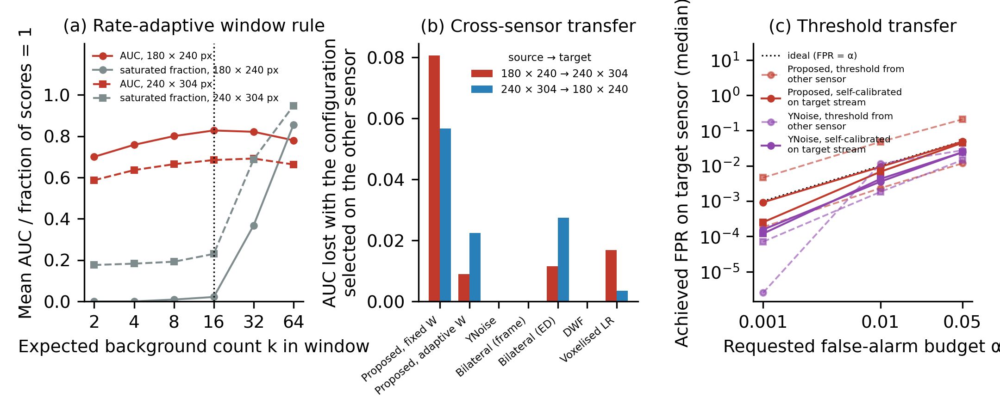 (a) Rate-adaptive window rule
Mean AUC / fraction of scores = 1
AUC, 180 × 240 px
saturated fraction, 180 × 240 px
AUC, 240 × 304 px
saturated fraction, 240 × 304 px
1.0
0.8
0.6
0.4
0.2
0.0
2 4 8 16 32 64
Expected background count k in window
(b) Cross-sensor transfer
AUC lost with the configuration
selected on the other sensor
source → target
180 × 240 → 240 × 304
240 × 304 → 180 × 240
0.08
0.06
0.04
0.02
0.00
Proposed, fixed W
Proposed, adaptive W
YNoise
Bilateral (frame)
Bilateral (ED)
DWF
Voxelised LR
(c) Threshold transfer
Achieved FPR on target sensor (median)
ideal (FPR = α)
Proposed, threshold from
other sensor
Proposed, self-calibrated
on target stream
YNoise, threshold from
other sensor
YNoise, self-calibrated
on target stream
10¹
10⁰
10⁻¹
10⁻²
10⁻³
10⁻⁴
10⁻⁵
0.001 0.01 0.05
Requested false-alarm budget α